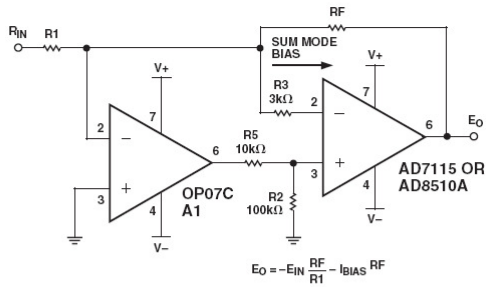 RF
RIN R1
SUM MODE
BIAS
V+
V+
R3
3kΩ
7
7
2
2
6
EO
R5
10kΩ
6
3
3
4
4
OP07C
A1
R2
100kΩ
AD7115 OR
AD8510A
V–
V–
EO = –EIN RF/R1 – IBIAS RF